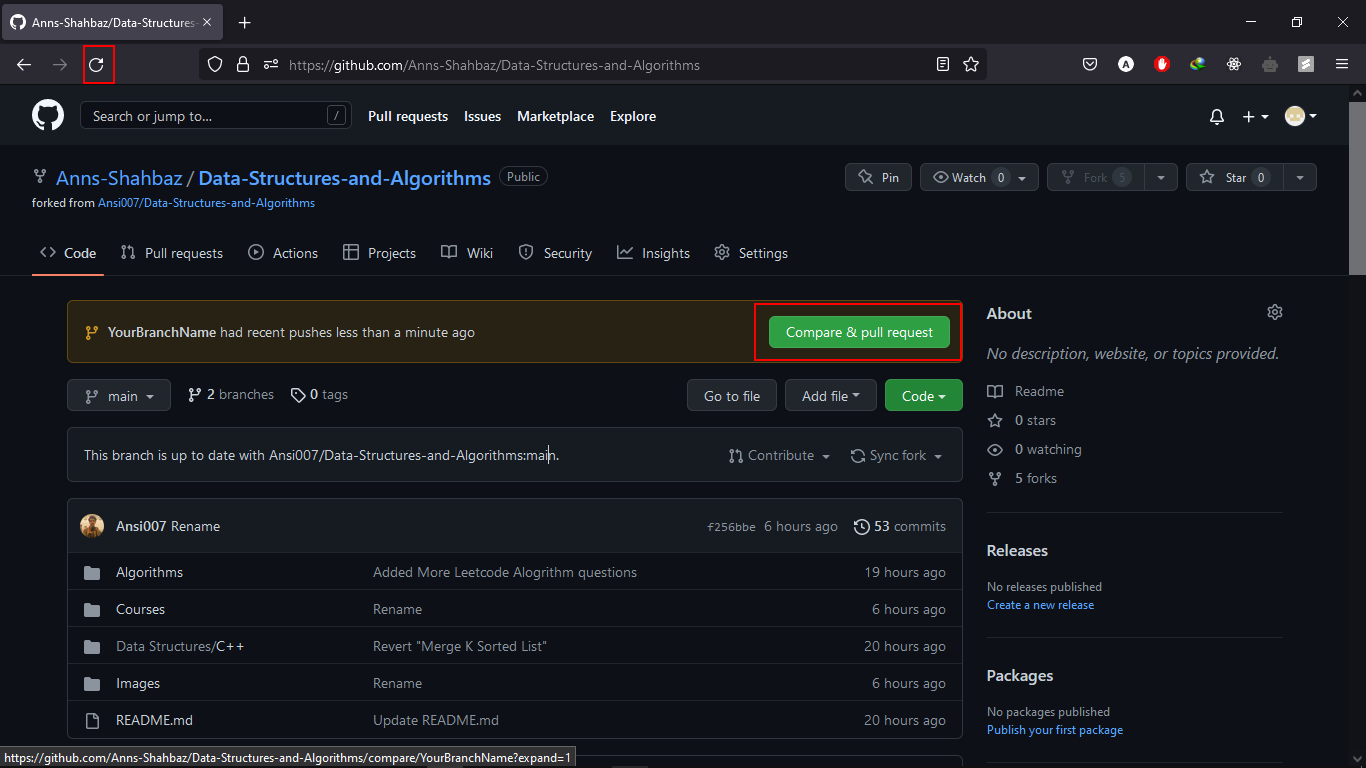 Anns-Shahbaz/Data-Structures-
https://github.com/Anns-Shahbaz/Data-Structures-and-Algorithms
A
Search or jump to... /
Pull requests Issues Marketplace Explore
Anns-Shahbaz / Data-Structures-and-Algorithms Public
Pin Watch 0 Fork 5 Star 0
forked from Ansi007/Data-Structures-and-Algorithms
Code Pull requests Actions Projects Wiki Security Insights Settings
YourBranchName had recent pushes less than a minute ago Compare & pull request
main 2 branches 0 tags Go to file Add file Code
This branch is up to date with Ansi007/Data-Structures-and-Algorithms:main. Contribute Sync fork
Ansi007 Rename f256bbe 6 hours ago 53 commits
Algorithms Added More Leetcode Alogrithm questions 19 hours ago
Courses Rename 6 hours ago
Data Structures/C++ Revert "Merge K Sorted List" 20 hours ago
Images Rename 6 hours ago
README.md Update README.md 20 hours ago
About
No description, website, or topics provided.
Readme
0 stars
0 watching
5 forks
Releases
No releases published
Create a new release
Packages
No packages published
Publish your first package
https://github.com/Anns-Shahbaz/Data-Structures-and-Algorithms/compare/YourBranchName?expand=1